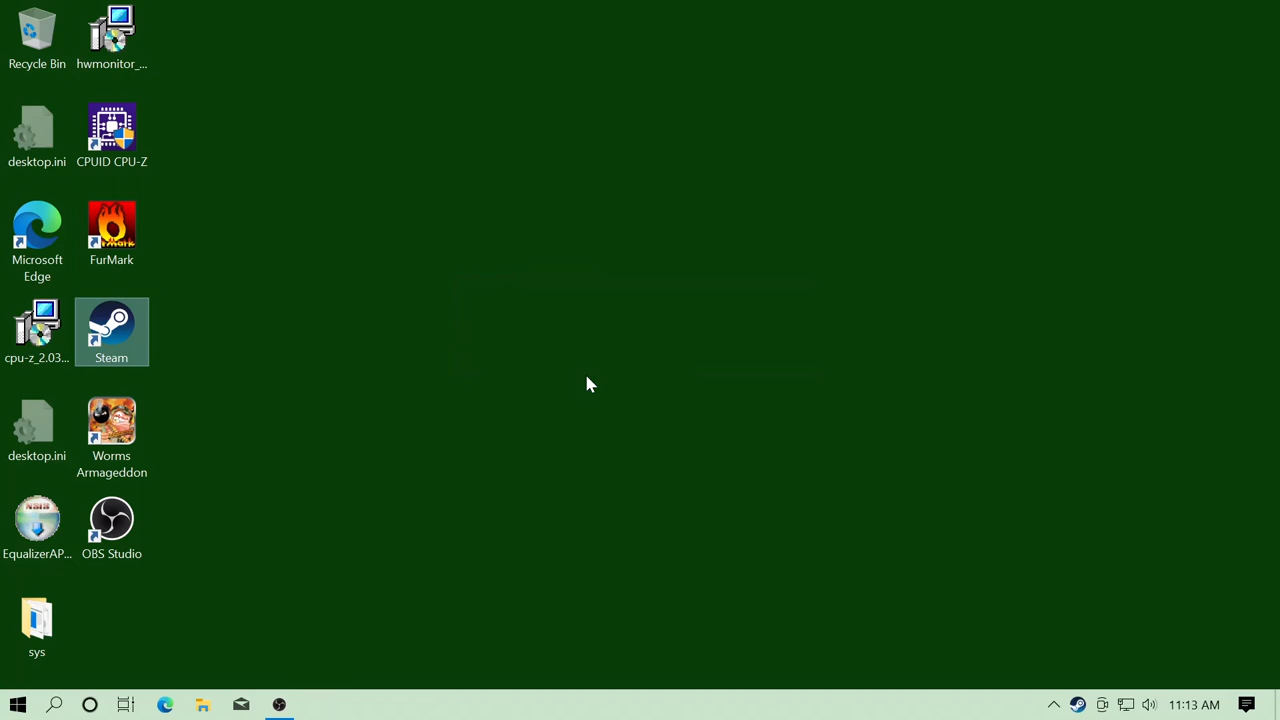 Recycle Bin
hwmonitor_...
desktop.ini
CPUID CPU-Z
Microsoft
Edge
FurMark
cpu-z_2.03...
Steam
desktop.ini
Worms
Armageddon
NSIS
EqualizerAP...
OBS Studio
sys
11:13 AM